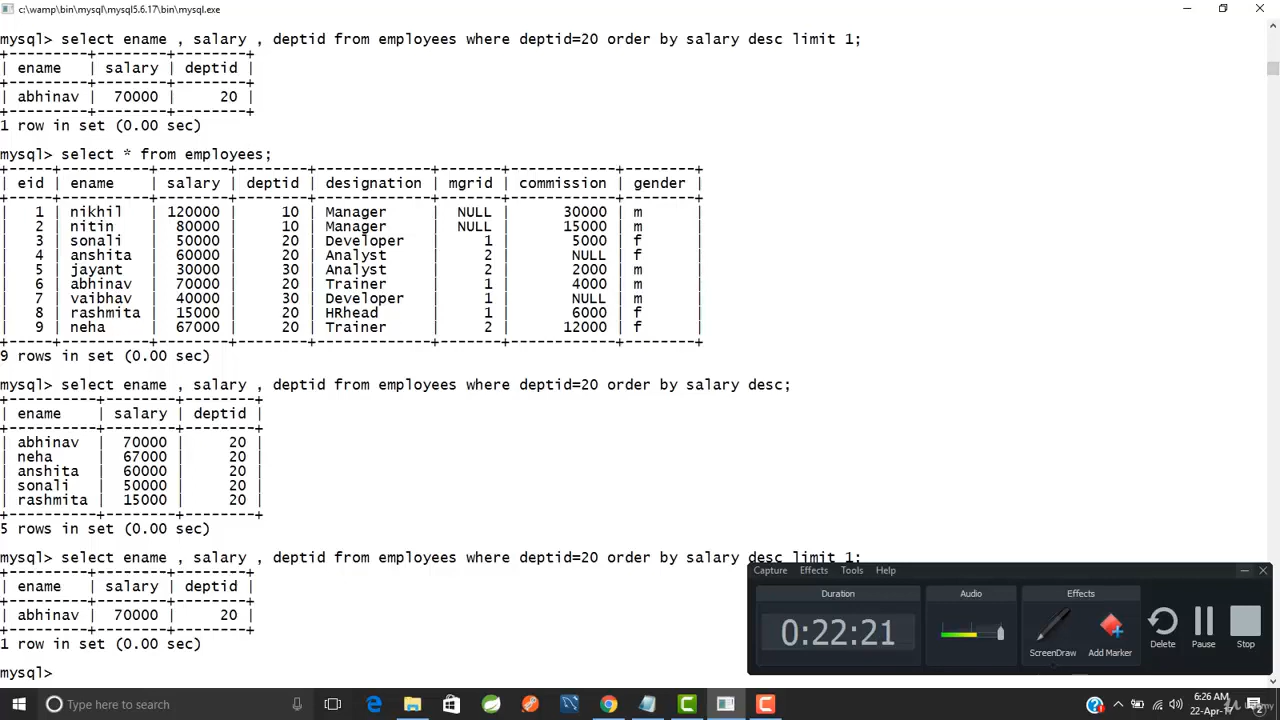 c:\wamp\bin\mysql\mysql5.6.17\bin\mysql.exe
mysql> select ename , salary , deptid from employees where deptid=20 order by salary desc limit 1;
+---------+--------+--------+
| ename   | salary | deptid |
+---------+--------+--------+
| abhinav |  70000 |     20 |
+---------+--------+--------+
1 row in set (0.00 sec)
mysql> select * from employees;
+-----+----------+--------+--------+-------------+-------+------------+--------+
| eid | ename    | salary | deptid | designation | mgrid | commission | gender |
+-----+----------+--------+--------+-------------+-------+------------+--------+
|   1 | nikhil   | 120000 |     10 | Manager     |  NULL |      30000 | m      |
|   2 | nitin    |  80000 |     10 | Manager     |  NULL |      15000 | m      |
|   3 | sonali   |  50000 |     20 | Developer   |     1 |       5000 | f      |
|   4 | anshita  |  60000 |     20 | Analyst     |     2 |       NULL | f      |
|   5 | jayant   |  30000 |     30 | Analyst     |     2 |       2000 | m      |
|   6 | abhinav  |  70000 |     20 | Trainer     |     1 |       4000 | m      |
|   7 | vaibhav  |  40000 |     30 | Developer   |     1 |       NULL | m      |
|   8 | rashmita |  15000 |     20 | HRhead      |     1 |       6000 | f      |
|   9 | neha     |  67000 |     20 | Trainer     |     2 |      12000 | f      |
+-----+----------+--------+--------+-------------+-------+------------+--------+
9 rows in set (0.00 sec)
mysql> select ename , salary , deptid from employees where deptid=20 order by salary desc;
+----------+--------+--------+
| ename    | salary | deptid |
+----------+--------+--------+
| abhinav  |  70000 |     20 |
| neha     |  67000 |     20 |
| anshita  |  60000 |     20 |
| sonali   |  50000 |     20 |
| rashmita |  15000 |     20 |
+----------+--------+--------+
5 rows in set (0.00 sec)
mysql> select ename , salary , deptid from employees where deptid=20 order by salary desc limit 1;
+---------+--------+--------+
| ename   | salary | deptid |
+---------+--------+--------+
| abhinav |  70000 |     20 |
+---------+--------+--------+
1 row in set (0.00 sec)
mysql>
Capture Effects Tools Help
Duration Audio Effects
0:22:21
ScreenDraw Add Marker Delete Pause Stop
Type here to search
6:26 AM
22-Apr-1